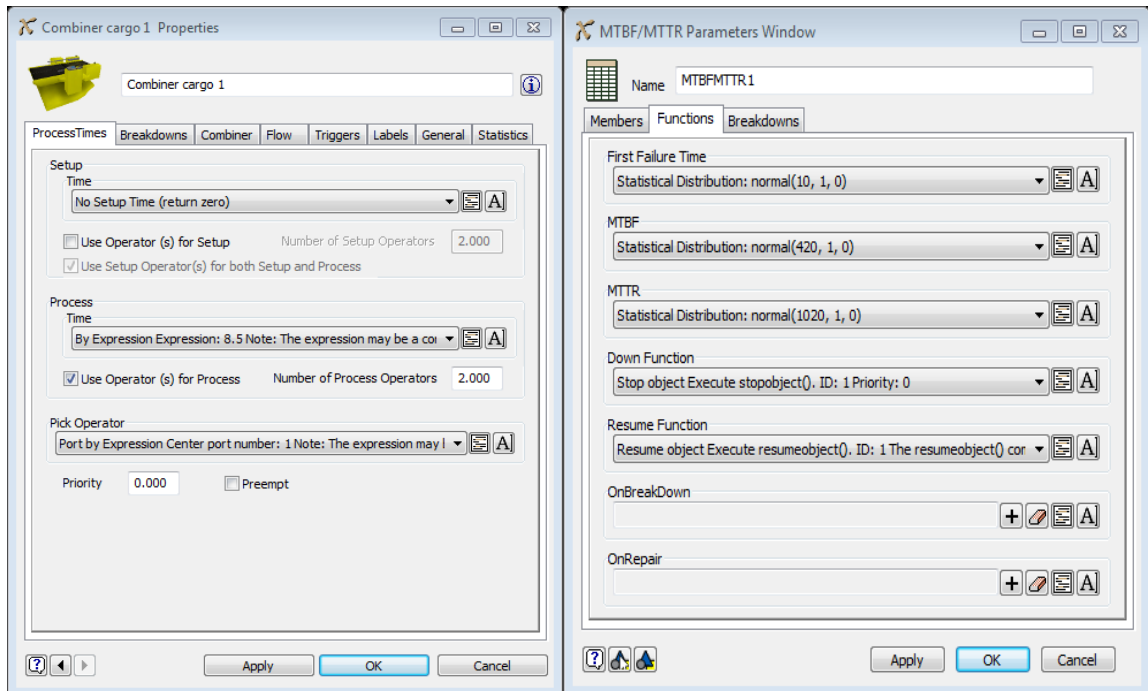 Combiner cargo 1 Properties
Combiner cargo 1
ProcessTimes Breakdowns Combiner Flow Triggers Labels General Statistics
Setup
Time
No Setup Time (return zero)
A
Use Operator (s) for Setup Number of Setup Operators 2.000
Use Setup Operator(s) for both Setup and Process
Process
Time
By Expression Expression: 8.5 Note: The expression may be a cor
A
Use Operator (s) for Process Number of Process Operators 2.000
Pick Operator
Port by Expression Center port number: 1 Note: The expression may l
A
Priority 0.000 Preempt
? Apply OK Cancel
MTBF/MTTR Parameters Window
Name MTBFMTTR1
Members Functions Breakdowns
First Failure Time
Statistical Distribution: normal(10, 1, 0)
A
MTBF
Statistical Distribution: normal(420, 1, 0)
A
MTTR
Statistical Distribution: normal(1020, 1, 0)
A
Down Function
Stop object Execute stopobject(). ID: 1 Priority: 0
A
Resume Function
Resume object Execute resumeobject(). ID: 1 The resumeobject() con
A
OnBreakDown
A
OnRepair
A
? Apply OK Cancel